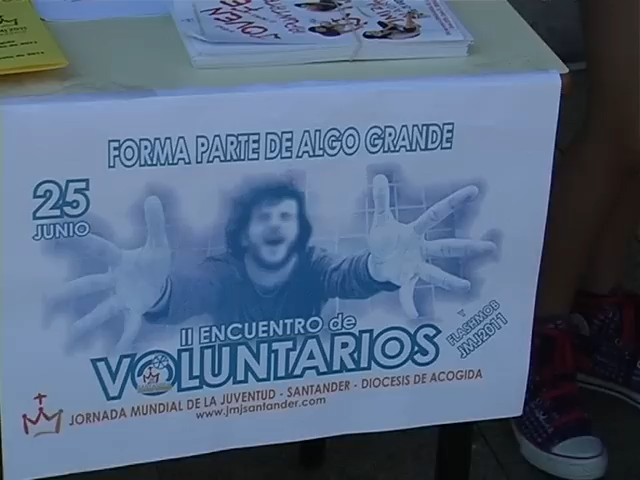 JOVEN
FORMA PARTE DE ALGO GRANDE
25
JUNIO
II ENCUENTRO de
VOLUNTARIOS
FLASHMOB
JMJ2011
JORNADA MUNDIAL DE LA JUVENTUD - SANTANDER - DIOCESIS DE ACOGIDA
www.jmjsantander.com